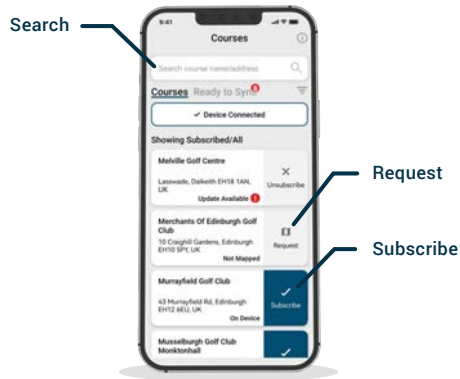 Search
9:41
Courses
Search course name/address
Courses Ready to Sync
✓ Device Connected
Showing Subscribed/All
Melville Golf Centre
Lasswade, Dalkeith EH18 1AN,
UK
Update Available !
Unsubscribe
Merchants Of Edinburgh Golf
Club
10 Craighill Gardens, Edinburgh
EH10 5PY, UK
Not Mapped
Request
Murrayfield Golf Club
43 Murrayfield Rd, Edinburgh
EH12 6EU, UK
On Device
Subscribe
Musselburgh Golf Club
Monktonhall
Request
Subscribe